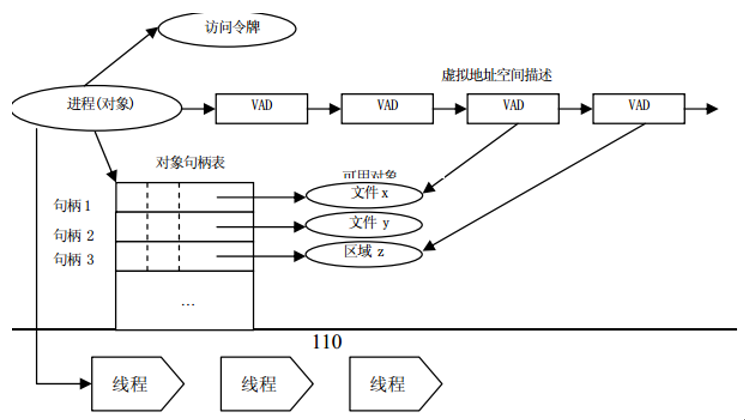 访问令牌
虚拟地址空间描述
进程(对象)
VAD
VAD
VAD
VAD
对象句柄表
可用对象
句柄1
文件x
句柄 2
文件 y
句柄 3
区域 z
…
110
线程
线程
线程